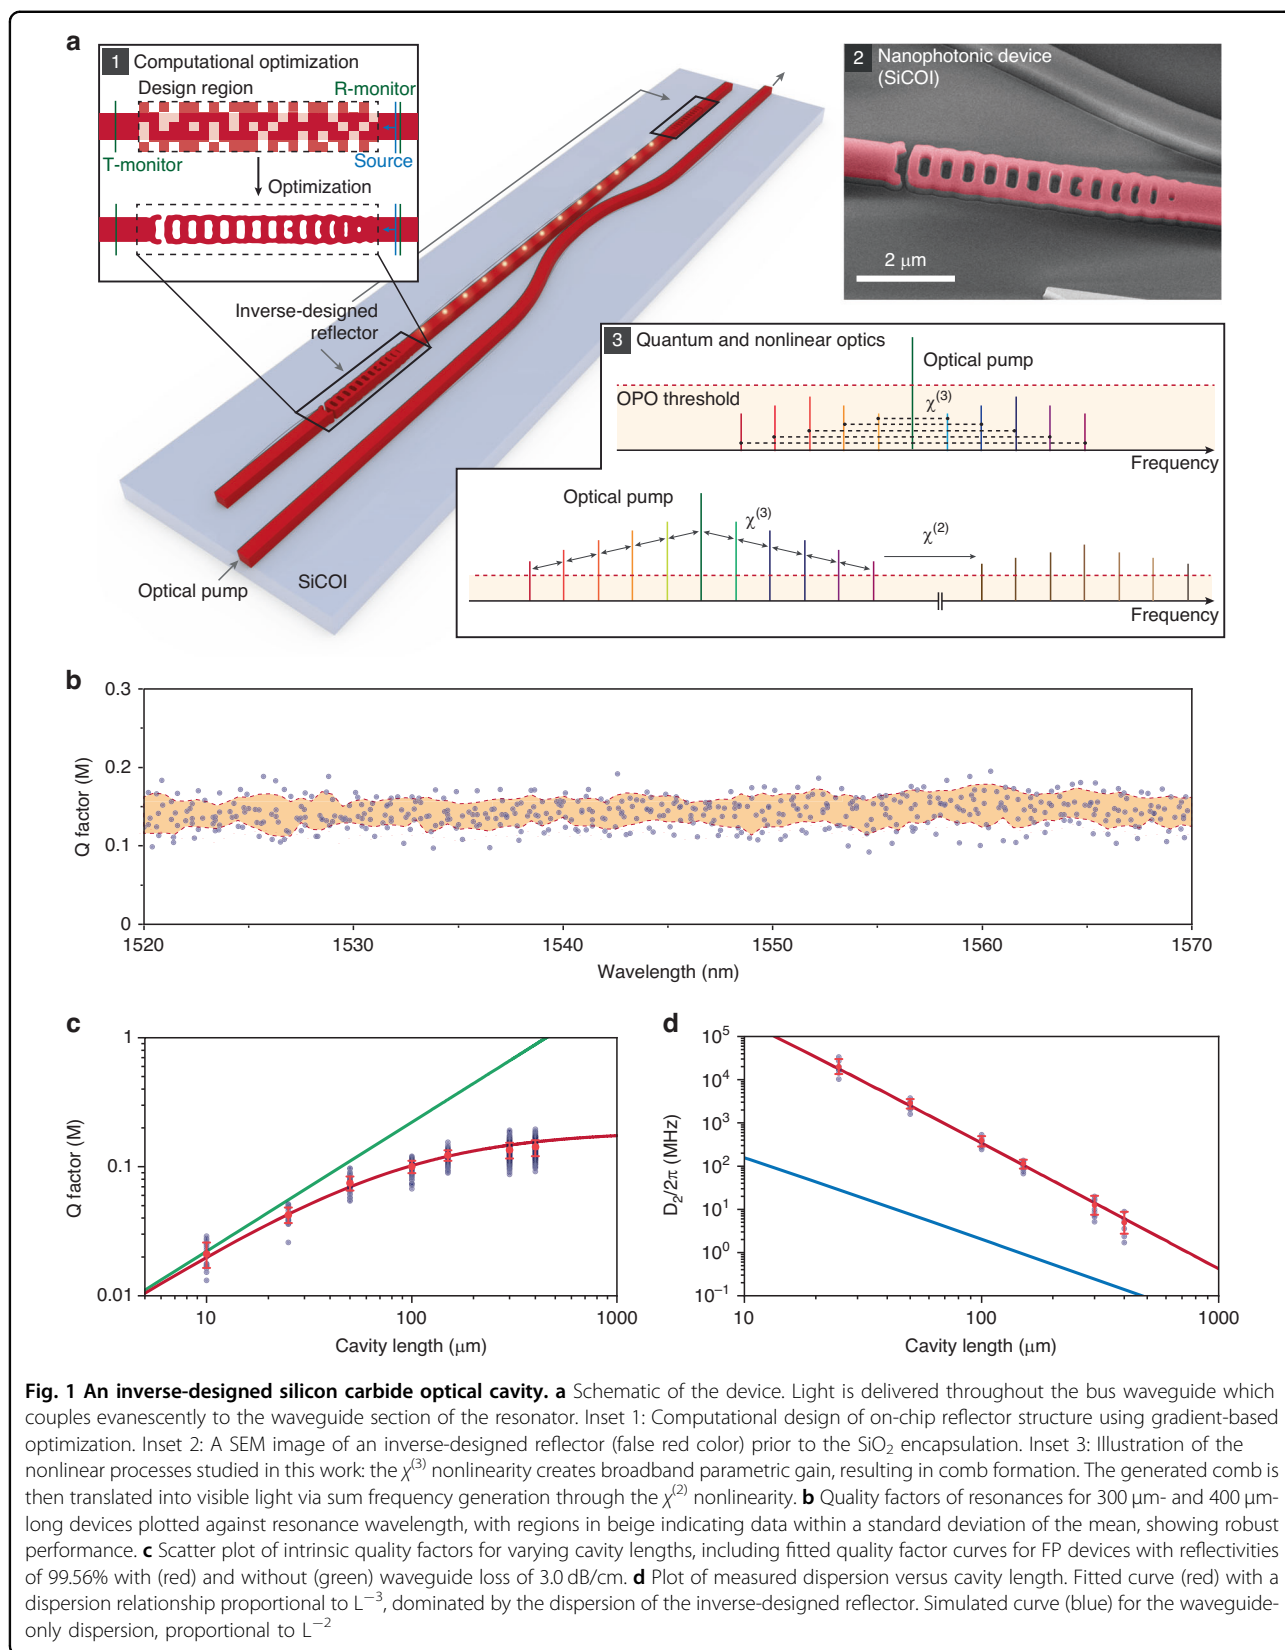 a
1 Computational optimization
Design region
R-monitor
T-monitor
Source
Optimization
Inverse-designed
reflector
Optical pump
SiCOI
2 Nanophotonic device
(SiCOI)
2 μm
3 Quantum and nonlinear optics
Optical pump
OPO threshold
χ(3)
Frequency
Optical pump
χ(3)
χ(2)
Frequency
b
Q factor (M)
0.3
0.2
0.1
0
1520 1530 1540 1550 1560 1570
Wavelength (nm)
c
Q factor (M)
1
0.1
0.01
10 100 1000
Cavity length (μm)
d
D₂/2π (MHz)
10⁵
10⁴
10³
10²
10¹
10⁰
10⁻¹
10 100 1000
Cavity length (μm)
Fig. 1 An inverse-designed silicon carbide optical cavity. a Schematic of the device. Light is delivered throughout the bus waveguide which
couples evanescently to the waveguide section of the resonator. Inset 1: Computational design of on-chip reflector structure using gradient-based
optimization. Inset 2: A SEM image of an inverse-designed reflector (false red color) prior to the SiO₂ encapsulation. Inset 3: Illustration of the
nonlinear processes studied in this work: the χ(3) nonlinearity creates broadband parametric gain, resulting in comb formation. The generated comb is
then translated into visible light via sum frequency generation through the χ(2) nonlinearity. b Quality factors of resonances for 300 μm- and 400 μm-
long devices plotted against resonance wavelength, with regions in beige indicating data within a standard deviation of the mean, showing robust
performance. c Scatter plot of intrinsic quality factors for varying cavity lengths, including fitted quality factor curves for FP devices with reflectivities
of 99.56% with (red) and without (green) waveguide loss of 3.0 dB/cm. d Plot of measured dispersion versus cavity length. Fitted curve (red) with a
dispersion relationship proportional to L⁻³, dominated by the dispersion of the inverse-designed reflector. Simulated curve (blue) for the waveguide-
only dispersion, proportional to L⁻²